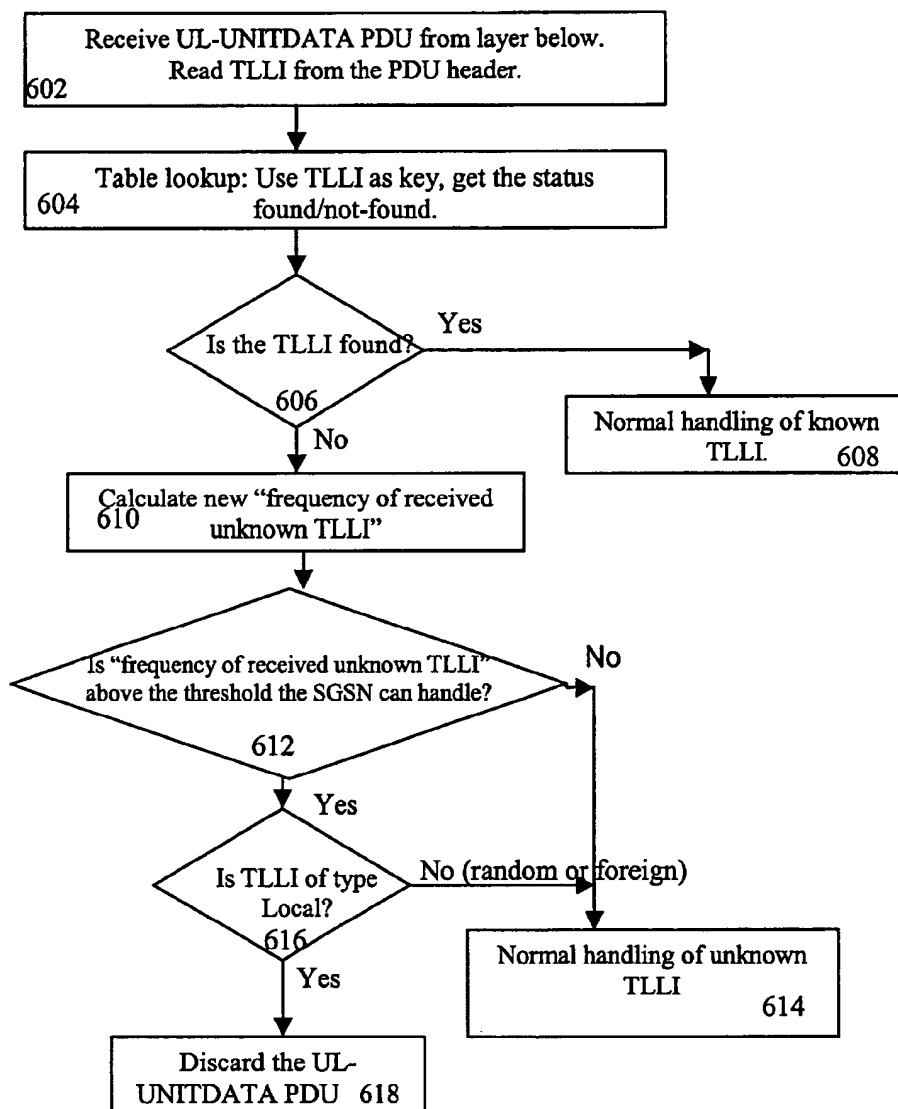 Receive UL-UNITDATA PDU from layer below.
Read TLLI from the PDU header.
602
Table lookup: Use TLLI as key, get the status
604
found/not-found.
Is the TLLI found?
606
Yes
No
Normal handling of known
TLLI.
608
Calculate new “frequency of received
610
unknown TLLI”
Is “frequency of received unknown TLLI”
above the threshold the SGSN can handle?
612
No
Yes
Is TLLI of type
Local?
616
No (random or foreign)
Yes
Normal handling of unknown
TLLI
614
Discard the UL-
UNITDATA PDU 618